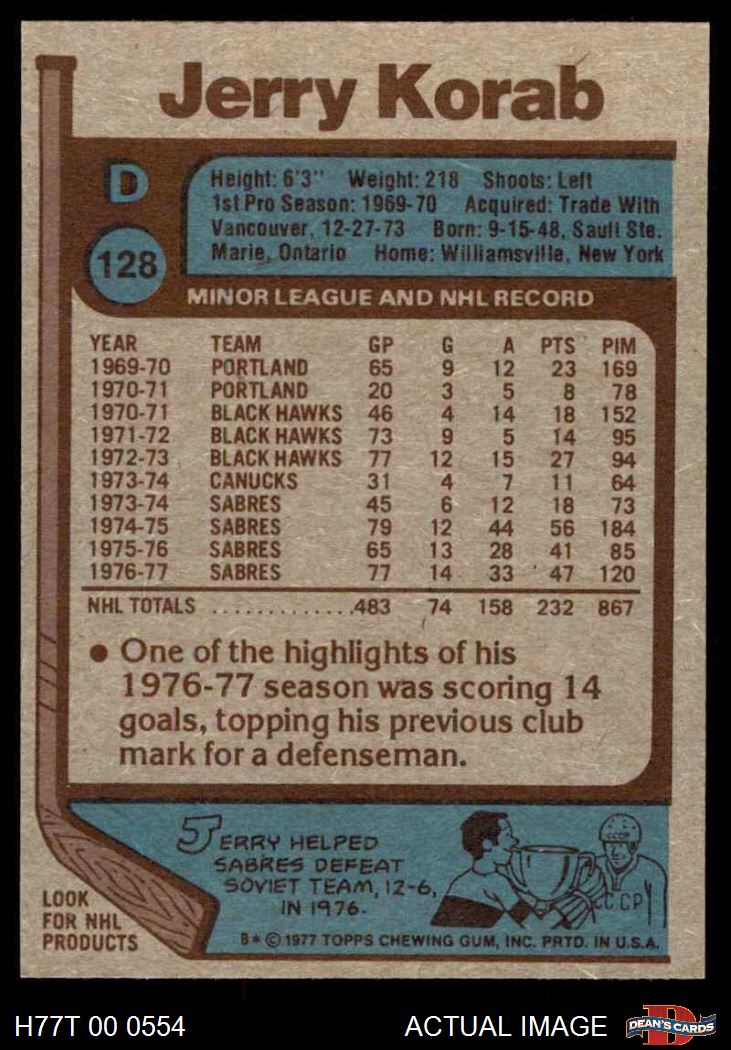 Jerry Korab
D
128
Height: 6'3" Weight: 218 Shoots: Left
1st Pro Season: 1969-70 Acquired: Trade With
Vancouver, 12-27-73 Born: 9-15-48, Sault Ste.
Marie, Ontario Home: Williamsville, New York
MINOR LEAGUE AND NHL RECORD
YEAR TEAM GP G A PTS PIM
1969-70 PORTLAND 65 9 12 23 169
1970-71 PORTLAND 20 3 5 8 78
1970-71 BLACK HAWKS 46 4 14 18 152
1971-72 BLACK HAWKS 73 9 5 14 95
1972-73 BLACK HAWKS 77 12 15 27 94
1973-74 CANUCKS 31 4 7 11 64
1973-74 SABRES 45 6 12 18 73
1974-75 SABRES 79 12 44 56 184
1975-76 SABRES 65 13 28 41 85
1976-77 SABRES 77 14 33 47 120
NHL TOTALS .............483 74 158 232 867
● One of the highlights of his
1976-77 season was scoring 14
goals, topping his previous club
mark for a defenseman.
JERRY HELPED
SABRES DEFEAT
SOVIET TEAM, 12-6,
IN 1976.
CCCP
CCCP
LOOK
FOR NHL
PRODUCTS
B* © 1977 TOPPS CHEWING GUM, INC. PRTD. IN U.S.A.
H77T 00 0554 ACTUAL IMAGE
D
DEAN'S CARDS